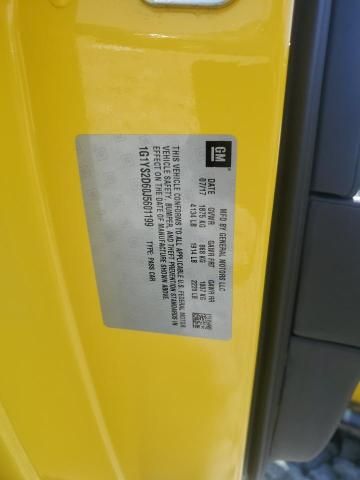 GM
MFD BY GENERAL MOTORS LLC
DATE GVWR GAWR FRT GAWR RR
07/17 1875 KG 868 KG 1007 KG
4134 LB 1914 LB 2220 LB
THIS VEHICLE CONFORMS TO ALL APPLICABLE U.S. FEDERAL MOTOR
VEHICLE SAFETY, BUMPER, AND THEFT PREVENTION STANDARDS IN
EFFECT ON THE DATE OF MANUFACTURE SHOWN ABOVE.
1G1YS2D60J5601199 TYPE: PASS CAR